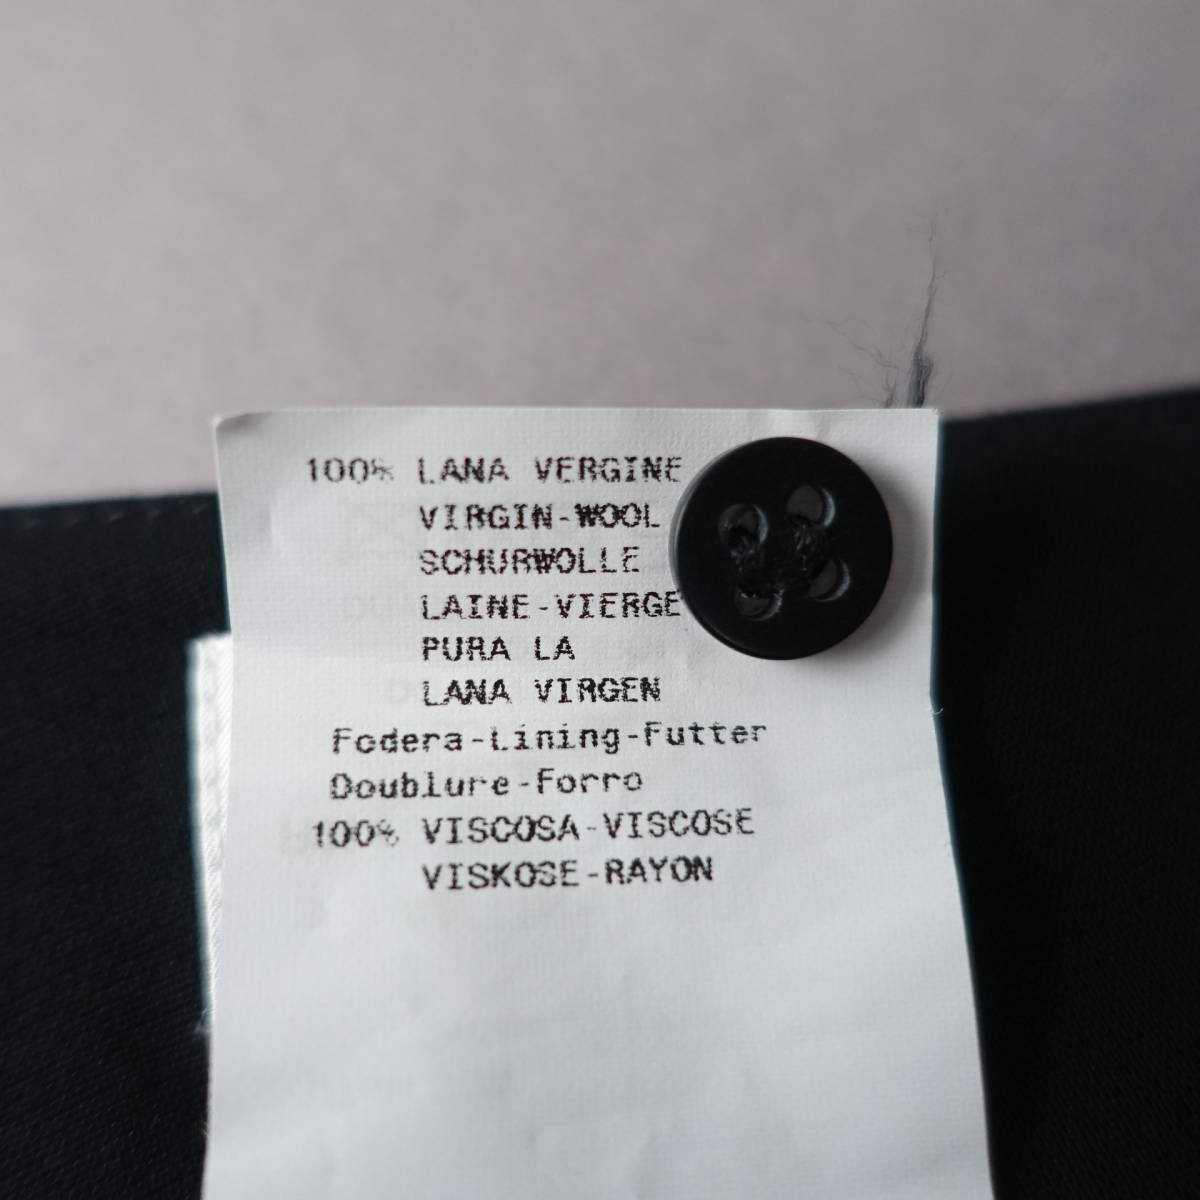 100% LANA VERGINE
VIRGIN-WOOL
SCHURWOLLE
LAINE-VIERGE
PURA LA
LANA VIRGEN
Fodera-Lining-Futter
Doublure-Forro
100% VISCOSA-VISCOSE
VISKOSE-RAYON